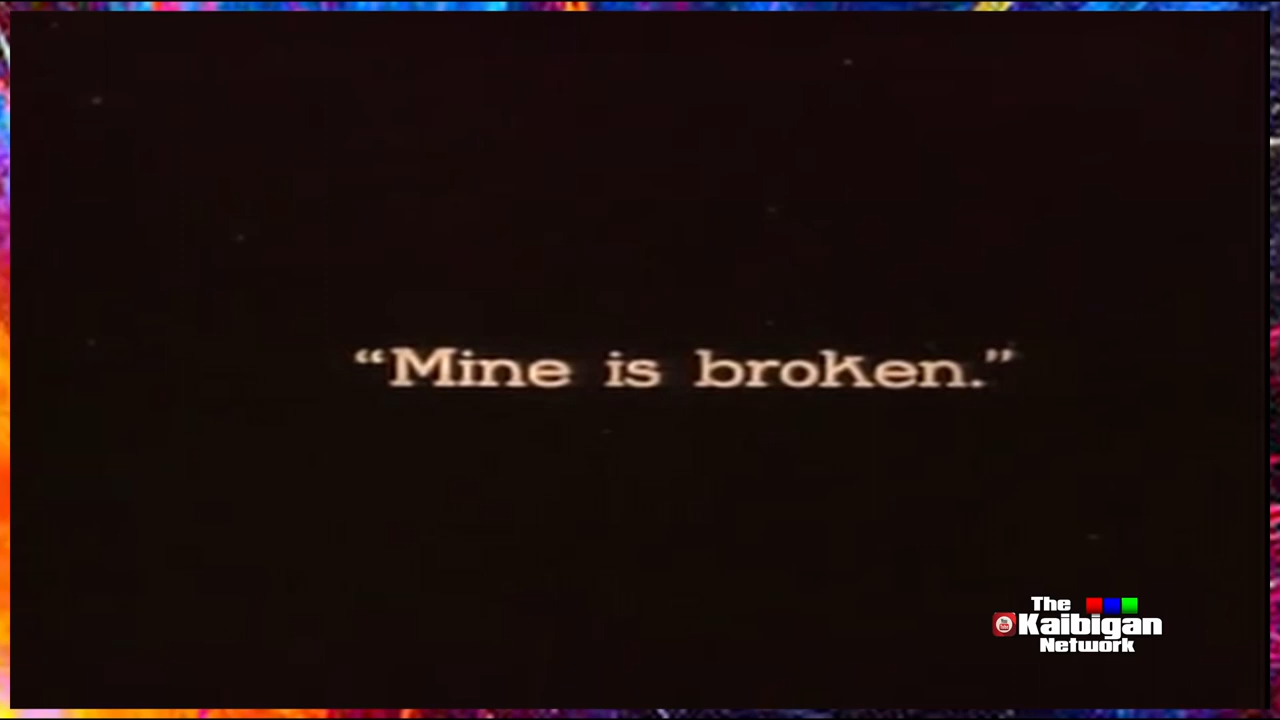 “Mine is broken.”
The
Kaibigan
Network